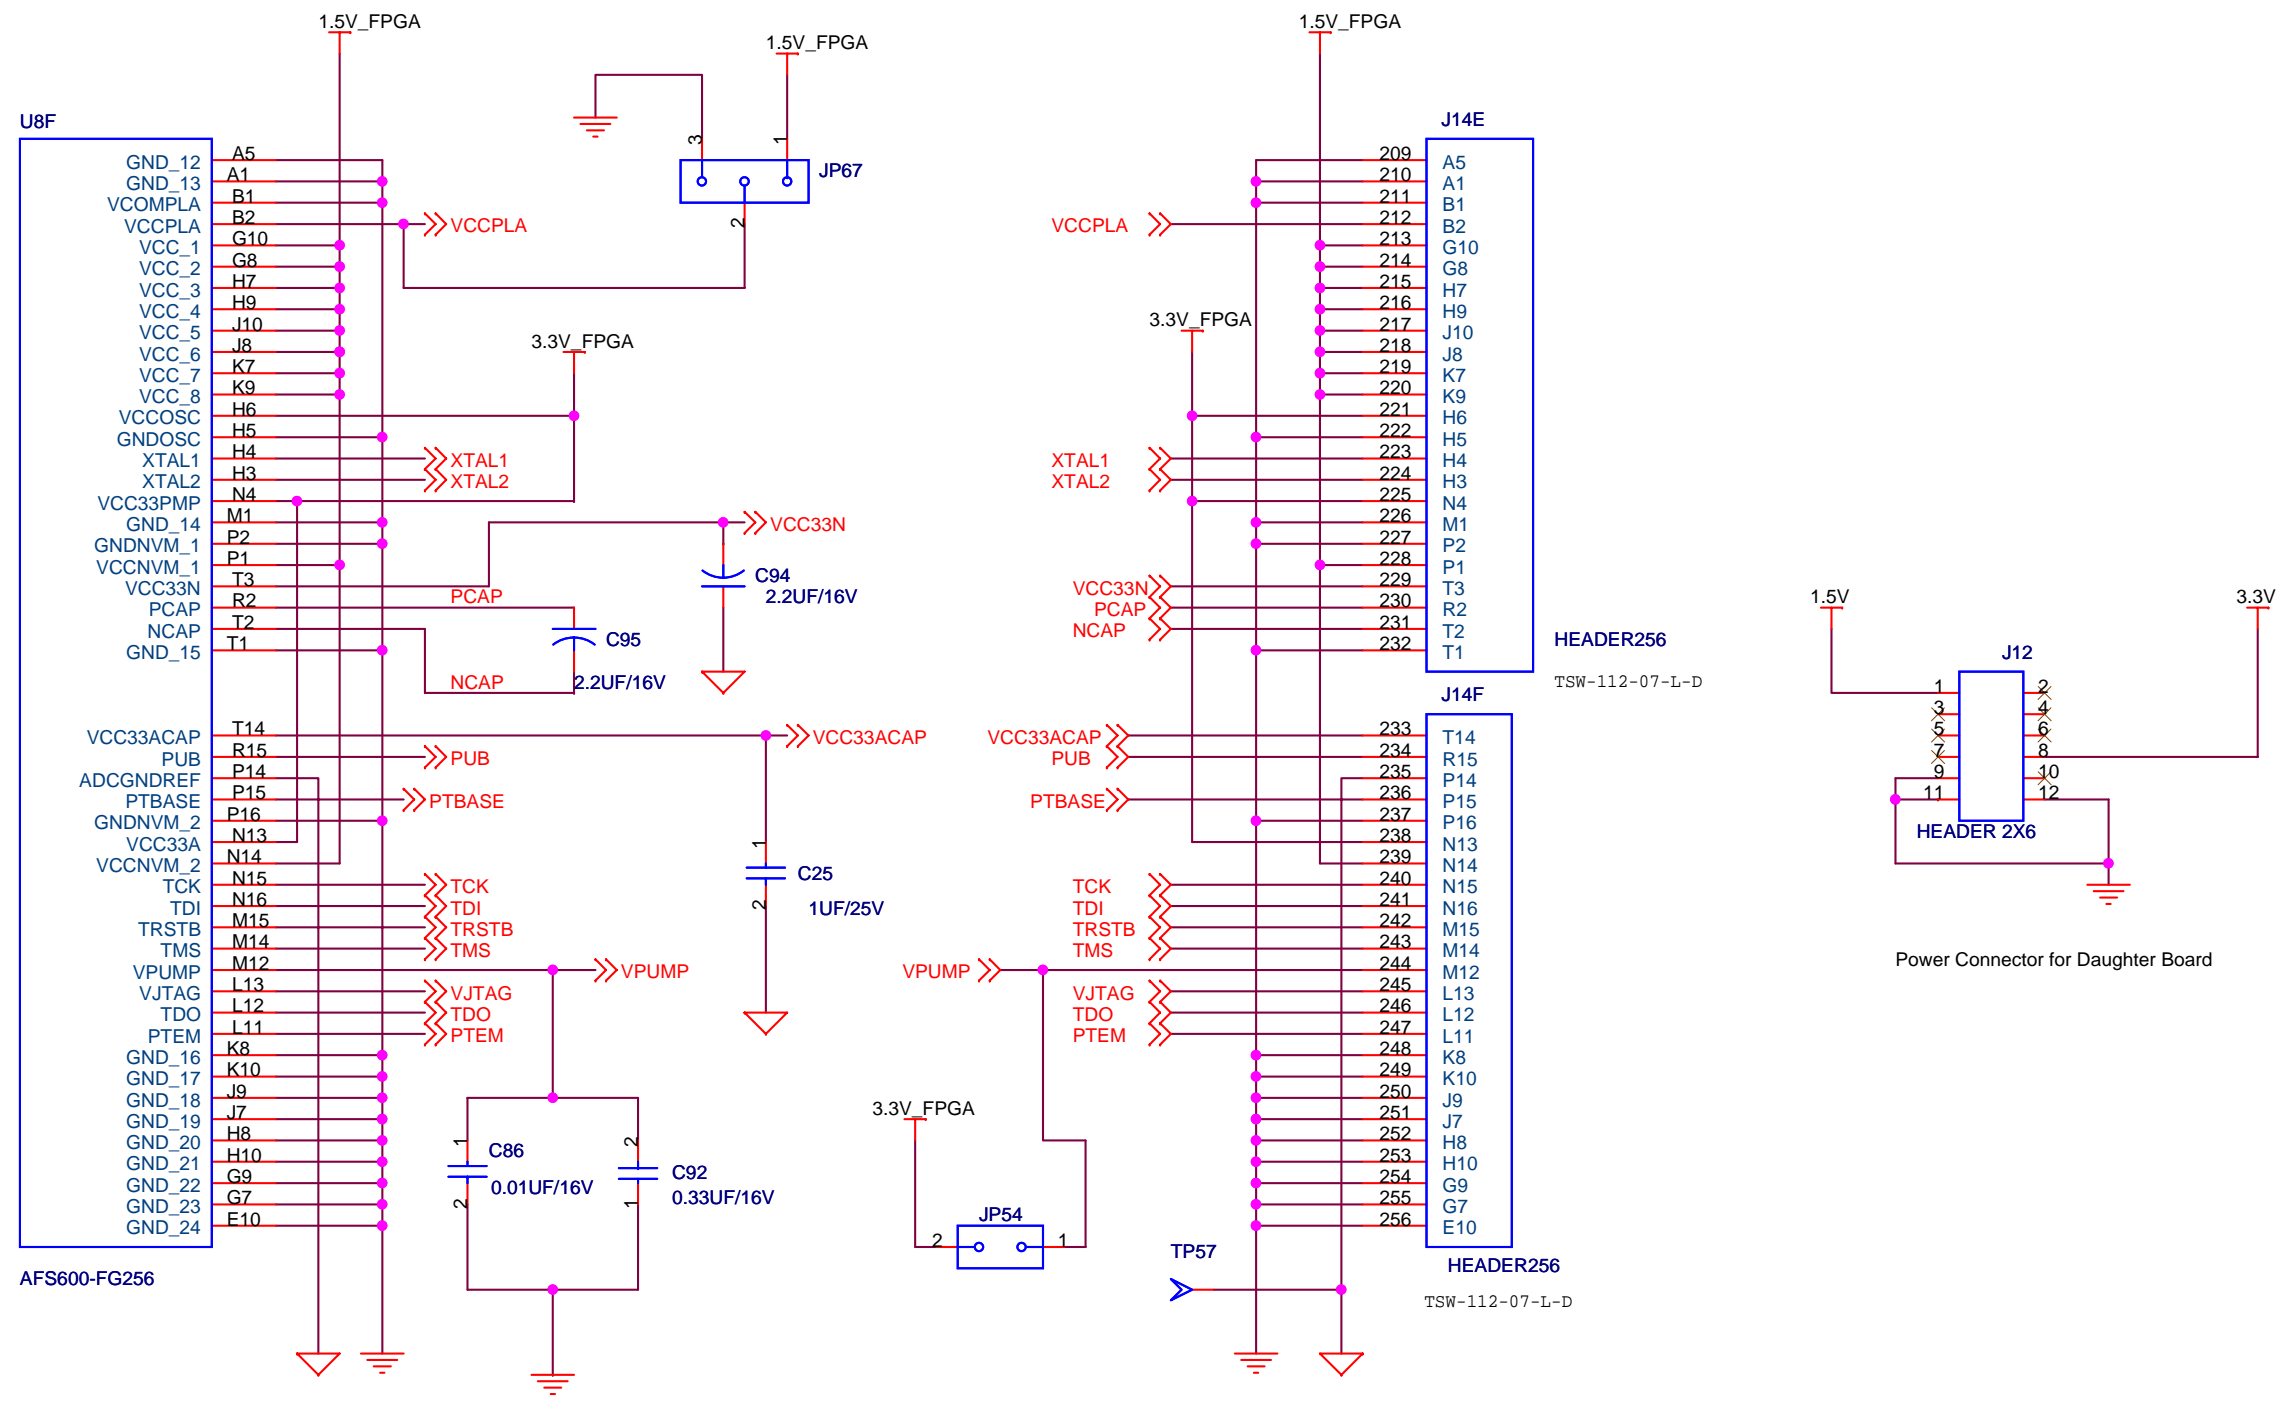 1.5V_FPGA
1.5V_FPGA
1.5V_FPGA
U8F
GND_12 A5
GND_13 A1
VCOMPLA B1
VCCPLA B2 VCCPLA
VCC_1 G10
VCC_2 G8
VCC_3 H7
VCC_4 H9
VCC_5 J10
VCC_6 J8
VCC_7 K7
VCC_8 K9
VCCOSC H6
GNDOSC H5
XTAL1 H4 XTAL1
XTAL2 H3 XTAL2
VCC33PMP N4
GND_14 M1
GNDNVM_1 P2
VCCNVM_1 P1
VCC33N T3
PCAP R2 PCAP
NCAP T2
GND_15 T1
NCAP
VCC33ACAP T14 VCC33ACAP
PUB R15 PUB
ADCGNDREF P14
PTBASE P15 PTBASE
GNDNVM_2 P16
VCC33A N13
VCCNVM_2 N14
TCK N15 TCK
TDI N16 TDI
TRSTB M15 TRSTB
TMS M14 TMS
VPUMP M12 VPUMP
VJTAG L13 VJTAG
TDO L12 TDO
PTEM L11 PTEM
GND_16 K8
GND_17 K10
GND_18 J9
GND_19 J7
GND_20 H8
GND_21 H10
GND_22 G9
GND_23 G7
GND_24 E10
AFS600-FG256
3 1
JP67
2
3.3V_FPGA
VCC33N
C94
2.2UF/16V
C95
2.2UF/16V
1
C25
2
1UF/25V
1
C86
2
0.01UF/16V
2
C92
1
0.33UF/16V
J14E
209 A5
210 A1
211 B1
VCCPLA 212 B2
213 G10
214 G8
215 H7
216 H9
3.3V_FPGA
217 J10
218 J8
219 K7
220 K9
221 H6
222 H5
XTAL1 223 H4
XTAL2 224 H3
225 N4
226 M1
227 P2
228 P1
VCC33N 229 T3
PCAP 230 R2
NCAP 231 T2
232 T1
HEADER256
TSW-112-07-L-D
J14F
VCC33ACAP 233 T14
PUB 234 R15
235 P14
PTBASE 236 P15
237 P16
238 N13
239 N14
TCK 240 N15
TDI 241 N16
TRSTB 242 M15
TMS 243 M14
VPUMP 244 M12
VJTAG 245 L13
TDO 246 L12
PTEM 247 L11
248 K8
249 K10
250 J9
251 J7
252 H8
253 H10
254 G9
255 G7
256 E10
HEADER256
TSW-112-07-L-D
3.3V_FPGA
JP54
2 1
TP57
1.5V 3.3V
J12
1 2
3 4
5 6
7 8
9 10
11 12
HEADER 2X6
Power Connector for Daughter Board